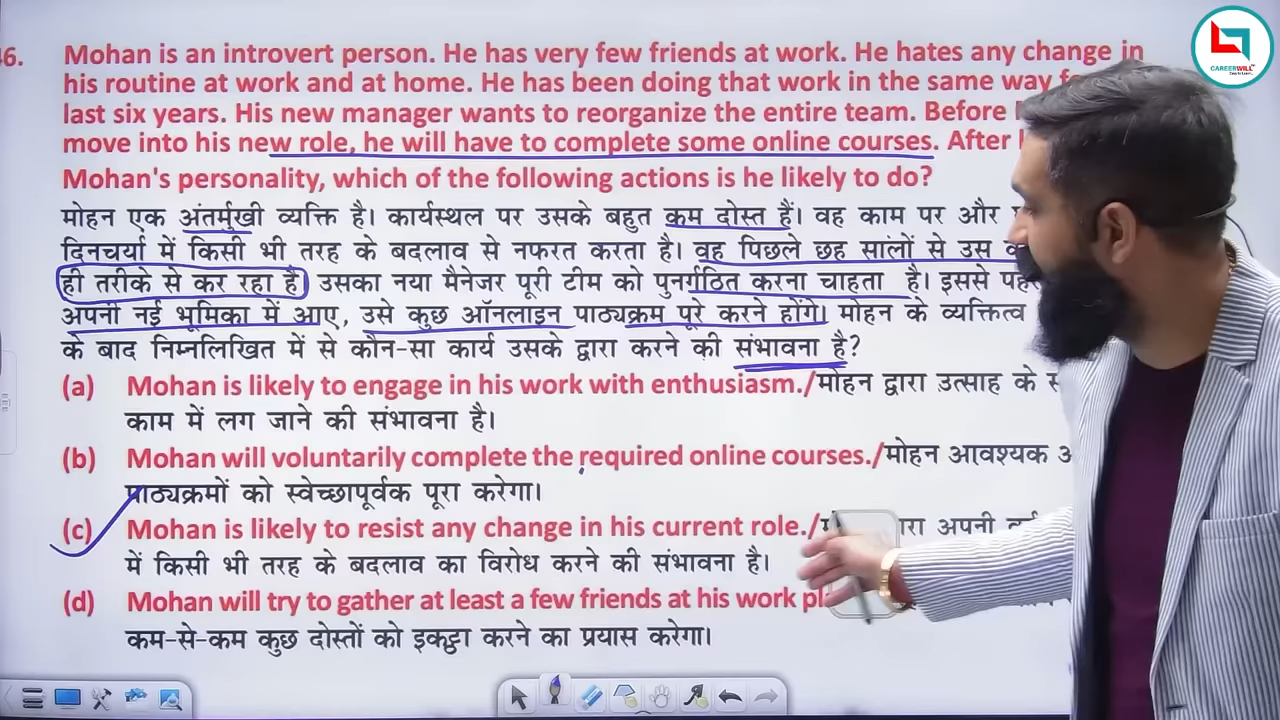 CAREERWILL
46. Mohan is an introvert person. He has very few friends at work. He hates any change in
his routine at work and at home. He has been doing that work in the same way
last six years. His new manager wants to reorganize the entire team. Before
move into his new role, he will have to complete some online courses. After
Mohan's personality, which of the following actions is he likely to do?
मोहन एक अंतर्मुखी व्यक्ति है। कार्यस्थल पर उसके बहुत कम दोस्त हैं। वह काम पर और
दिनचर्या में किसी भी तरह के बदलाव से नफरत करता है। वह पिछले छह सालों से उस
ही तरीके से कर रहा है। उसका नया मैनेजर पूरी टीम को पुनर्गठित करना चाहता है। इससे
अपनी नई भूमिका में आए, उसे कुछ ऑनलाइन पाठ्यक्रम पूरे करने होंगे। मोहन के व्यक्तित्व
के बाद निम्नलिखित में से कौन-सा कार्य उसके द्वारा करने की संभावना है?
(a) Mohan is likely to engage in his work with enthusiasm./मोहन द्वारा उत्साह के
काम में लग जाने की संभावना है।
(b) Mohan will voluntarily complete the required online courses./मोहन आवश्यक
पाठ्यक्रमों को स्वेच्छापूर्वक पूरा करेगा।
(c) Mohan is likely to resist any change in his current role./ अपनी
में किसी भी तरह के बदलाव का विरोध करने की संभावना है।
(d) Mohan will try to gather at least a few friends at his work
कम-से-कम कुछ दोस्तों को इकट्ठा करने का प्रयास करेगा।